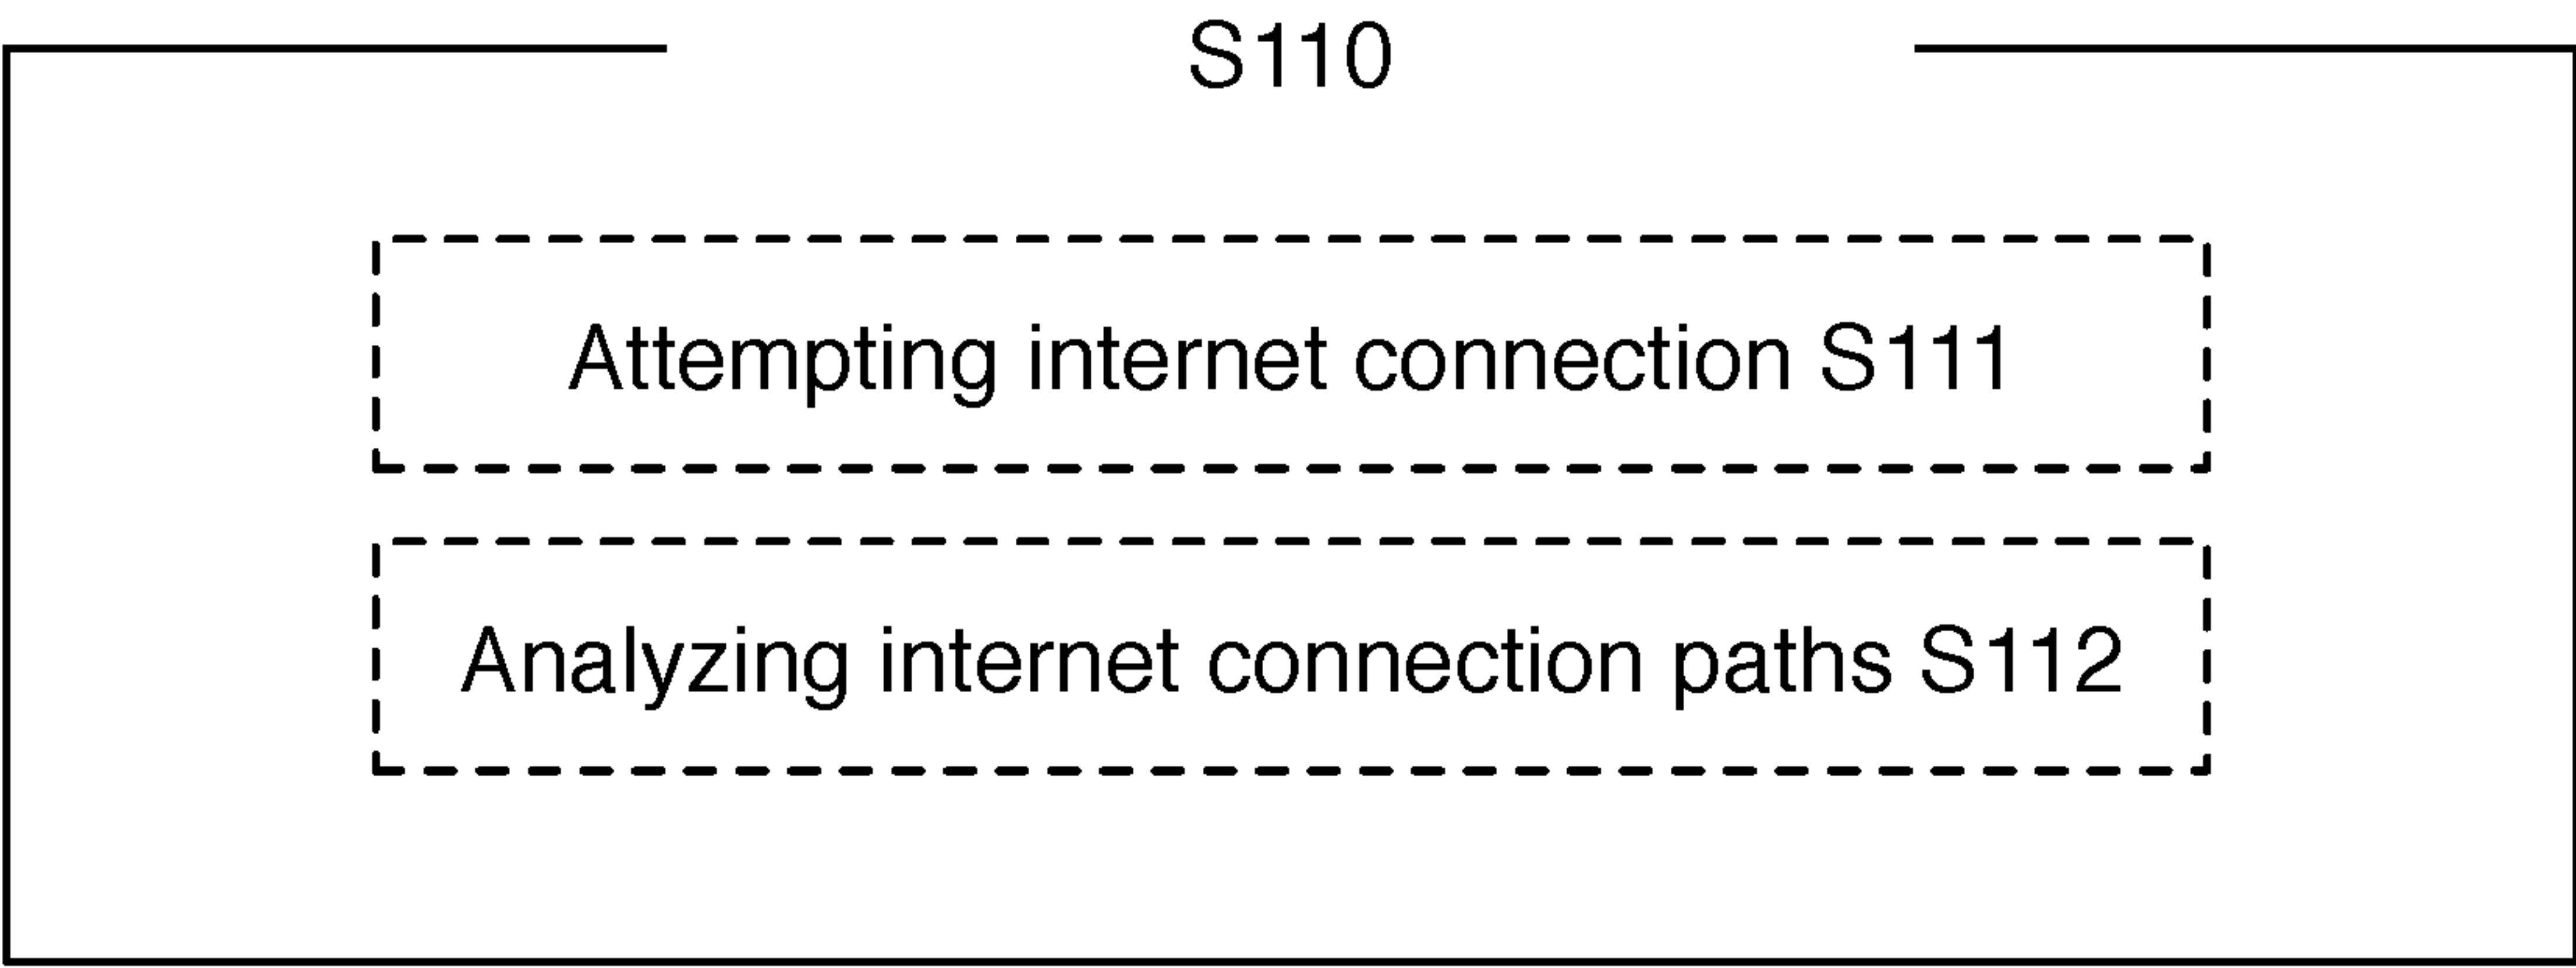 S110
Attempting internet connection S111
Analyzing internet connection paths S112